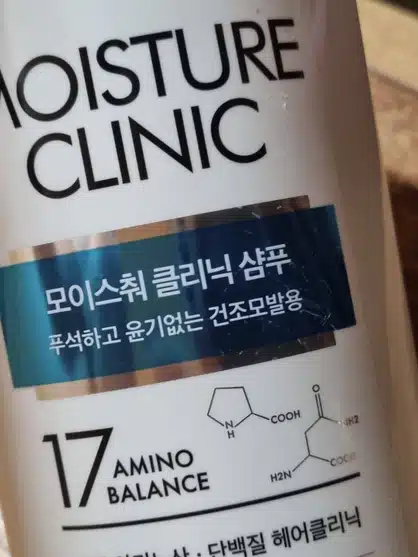 MOISTURE
CLINIC
모이스춰 클리닉 샴푸
푸석하고 윤기없는 건조모발용
17 AMINO
BALANCE
N
H
COOH
O
NH2
H2N
COOH
단백질 헤어클리닉